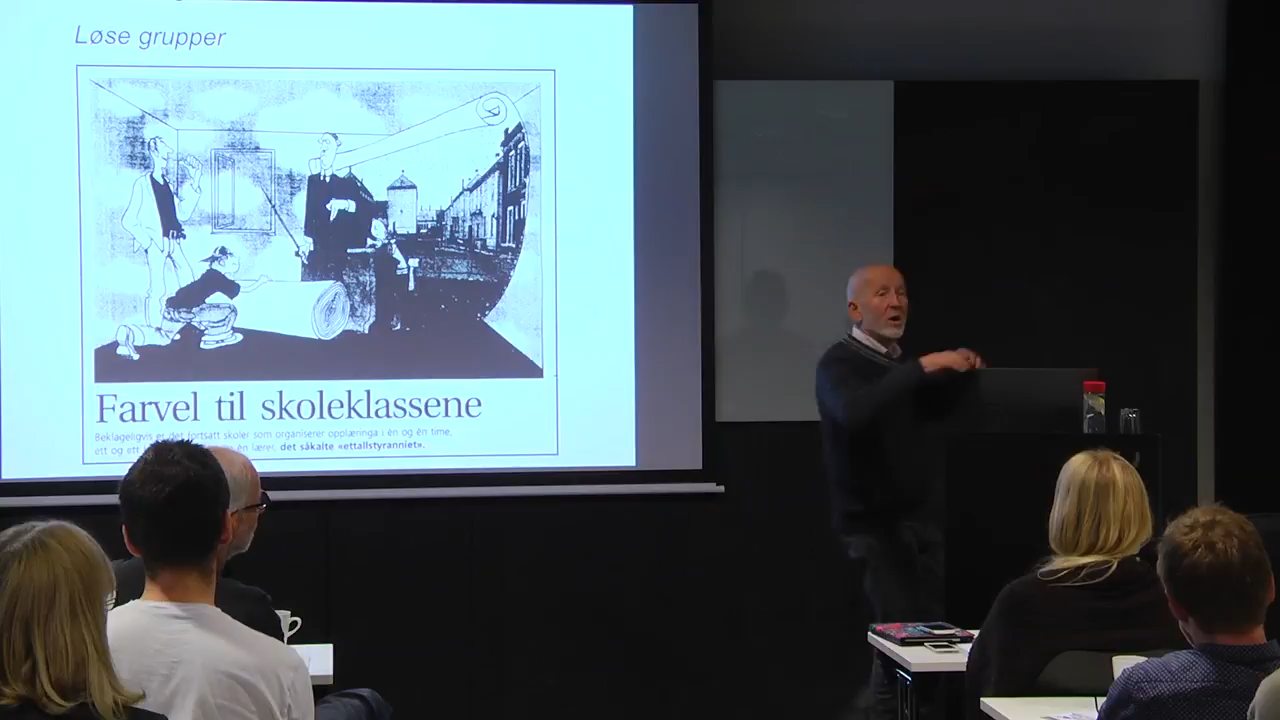 Løse grupper
Farvel til skoleklassene
Beklageligvis er det fortsatt skoler som organiserer opplæringa i én og én time,
ett og ett én lærer, det såkalte «ettallstyranniet».